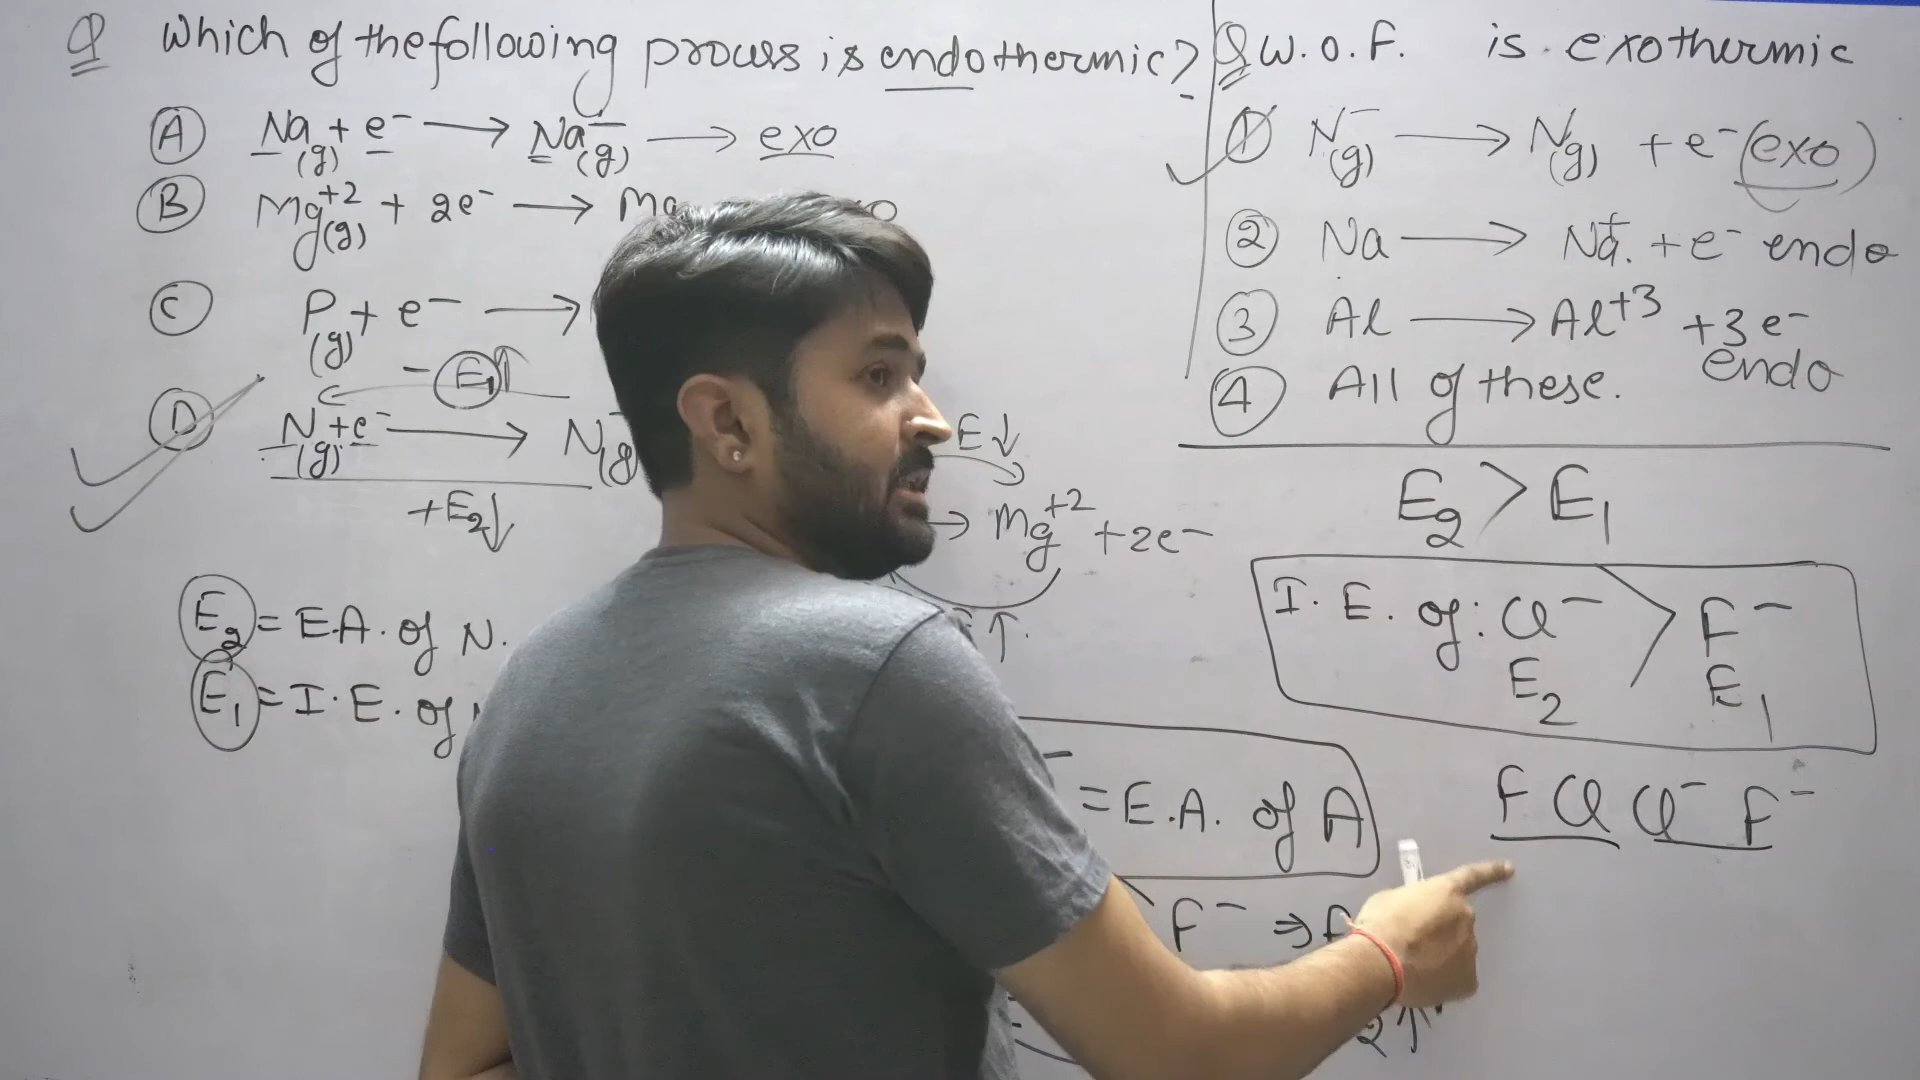 Q Which of the following process is endothermic?
A Na(g) + e⁻ → Na⁻(g) → exo
B Mg⁺²(g) + 2e⁻ → Mg
C P(g) + e⁻ →
− E₁↑
D N(g) + e⁻ → N⁻(g)
+E₂↓
E₂ = E.A. of N.
E₁ = I.E. of
E↓
→ Mg⁺² + 2e⁻
↑.
= E.A. of A
F⁻ ⇒
2↑
Q W.O.F. is exothermic
1 N⁻(g) → N(g) + e⁻ (exo)
2 Na → Na⁺ + e⁻ endo
3 Al → Al⁺³ + 3e⁻
endo
4 All of these.
E₂ > E₁
I.E. of: Cl⁻ > F⁻
E₂ E₁
F Cl Cl⁻ F⁻